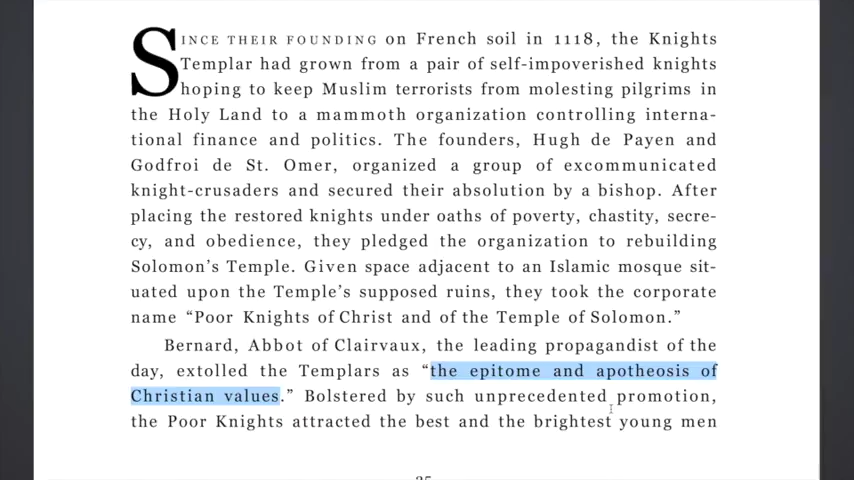 SINCE THEIR FOUNDING on French soil in 1118, the Knights
Templar had grown from a pair of self-impoverished knights
hoping to keep Muslim terrorists from molesting pilgrims in
the Holy Land to a mammoth organization controlling interna-
tional finance and politics. The founders, Hugh de Payen and
Godfroi de St. Omer, organized a group of excommunicated
knight-crusaders and secured their absolution by a bishop. After
placing the restored knights under oaths of poverty, chastity, secre-
cy, and obedience, they pledged the organization to rebuilding
Solomon’s Temple. Given space adjacent to an Islamic mosque sit-
uated upon the Temple’s supposed ruins, they took the corporate
name “Poor Knights of Christ and of the Temple of Solomon.”
Bernard, Abbot of Clairvaux, the leading propagandist of the
day, extolled the Templars as “the epitome and apotheosis of
Christian values.” Bolstered by such unprecedented promotion,
the Poor Knights attracted the best and the brightest young men